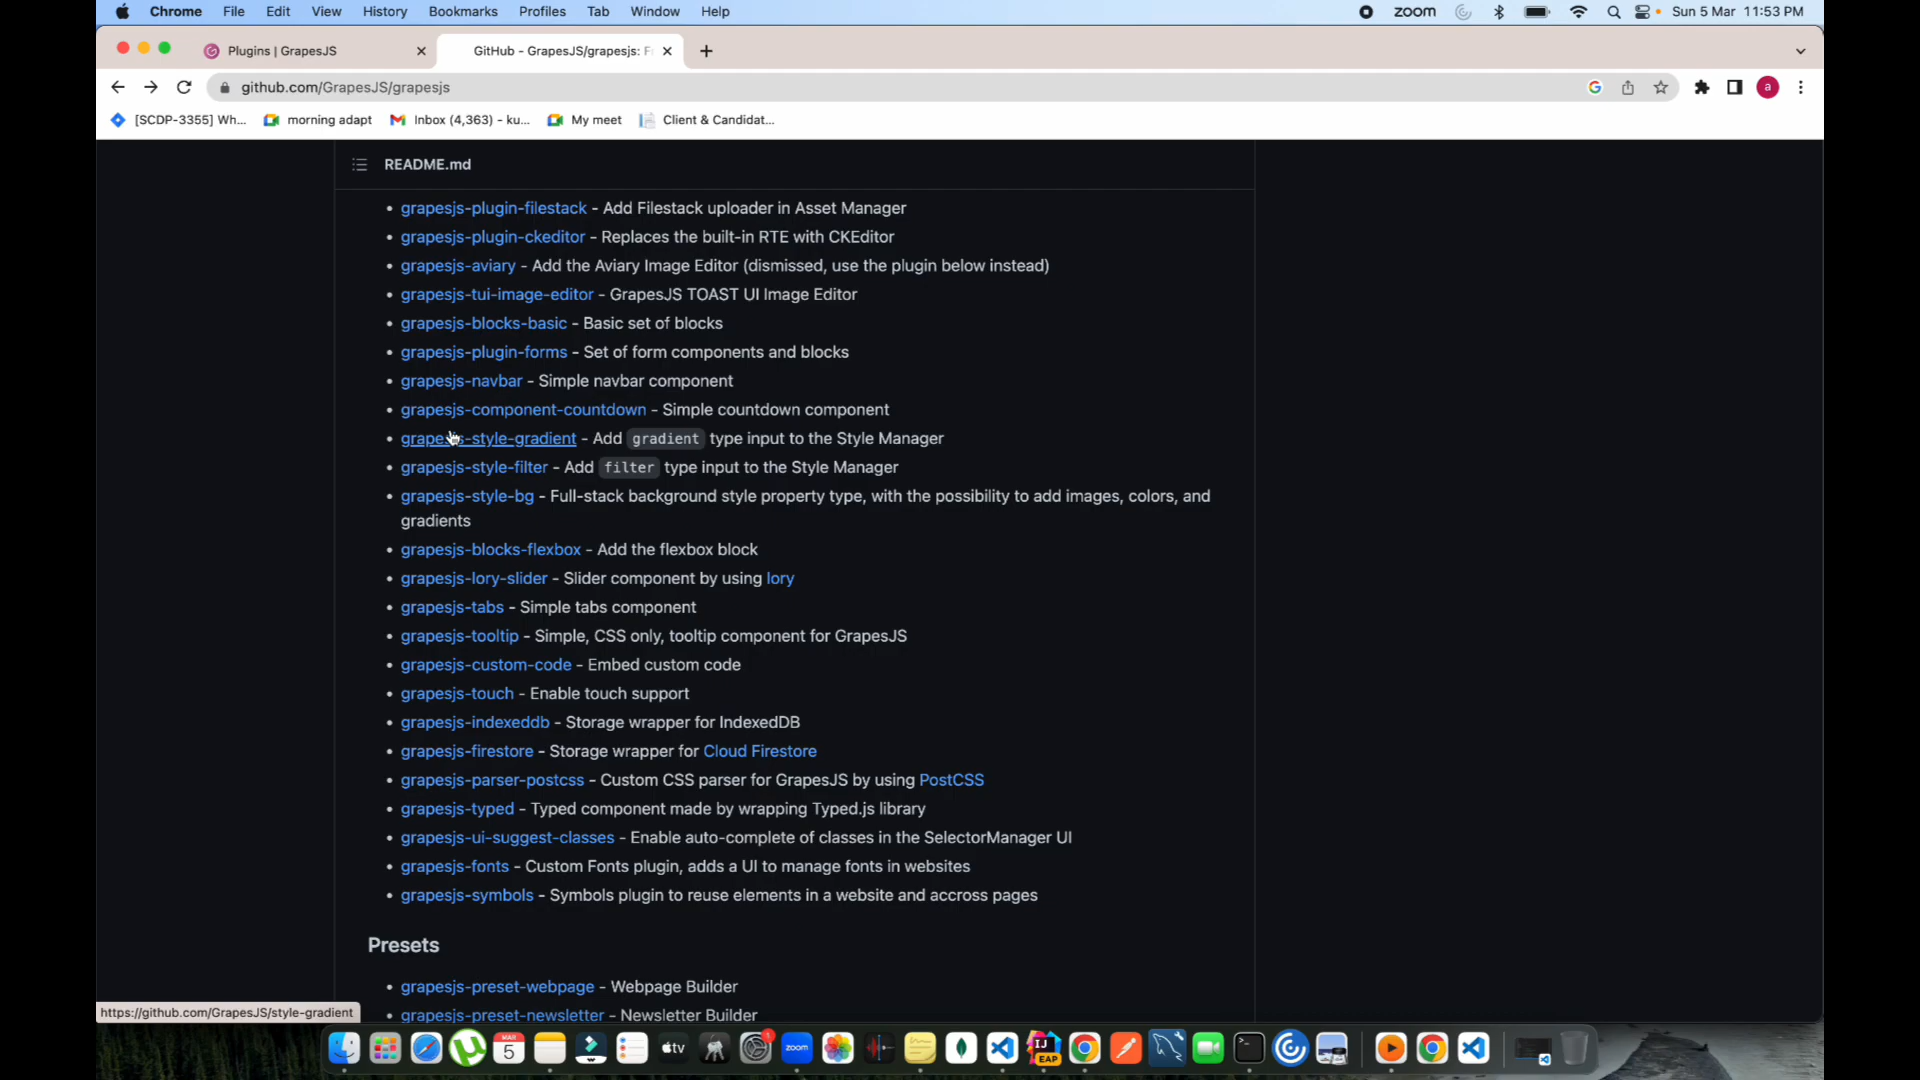 Chrome File Edit View History Bookmarks Profiles Tab Window Help zoom Sun 5 Mar 11:53 PM
Plugins | GrapesJS GitHub - GrapesJS/grapesjs: F
github.com/GrapesJS/grapesjs a
[SCDP-3355] Wh... morning adapt Inbox (4,363) - ku... My meet Client & Candidat...
README.md
• grapesjs-plugin-filestack - Add Filestack uploader in Asset Manager
• grapesjs-plugin-ckeditor - Replaces the built-in RTE with CKEditor
• grapesjs-aviary - Add the Aviary Image Editor (dismissed, use the plugin below instead)
• grapesjs-tui-image-editor - GrapesJS TOAST UI Image Editor
• grapesjs-blocks-basic - Basic set of blocks
• grapesjs-plugin-forms - Set of form components and blocks
• grapesjs-navbar - Simple navbar component
• grapesjs-component-countdown - Simple countdown component
• grapesjs-style-gradient - Add gradient type input to the Style Manager
• grapesjs-style-filter - Add filter type input to the Style Manager
• grapesjs-style-bg - Full-stack background style property type, with the possibility to add images, colors, and
gradients
• grapesjs-blocks-flexbox - Add the flexbox block
• grapesjs-lory-slider - Slider component by using lory
• grapesjs-tabs - Simple tabs component
• grapesjs-tooltip - Simple, CSS only, tooltip component for GrapesJS
• grapesjs-custom-code - Embed custom code
• grapesjs-touch - Enable touch support
• grapesjs-indexeddb - Storage wrapper for IndexedDB
• grapesjs-firestore - Storage wrapper for Cloud Firestore
• grapesjs-parser-postcss - Custom CSS parser for GrapesJS by using PostCSS
• grapesjs-typed - Typed component made by wrapping Typed.js library
• grapesjs-ui-suggest-classes - Enable auto-complete of classes in the SelectorManager UI
• grapesjs-fonts - Custom Fonts plugin, adds a UI to manage fonts in websites
• grapesjs-symbols - Symbols plugin to reuse elements in a website and accross pages
Presets
• grapesjs-preset-webpage - Webpage Builder
• grapesjs-preset-newsletter - Newsletter Builder
https://github.com/GrapesJS/style-gradient
MAR 5 tv 1 zoom IJ EAP